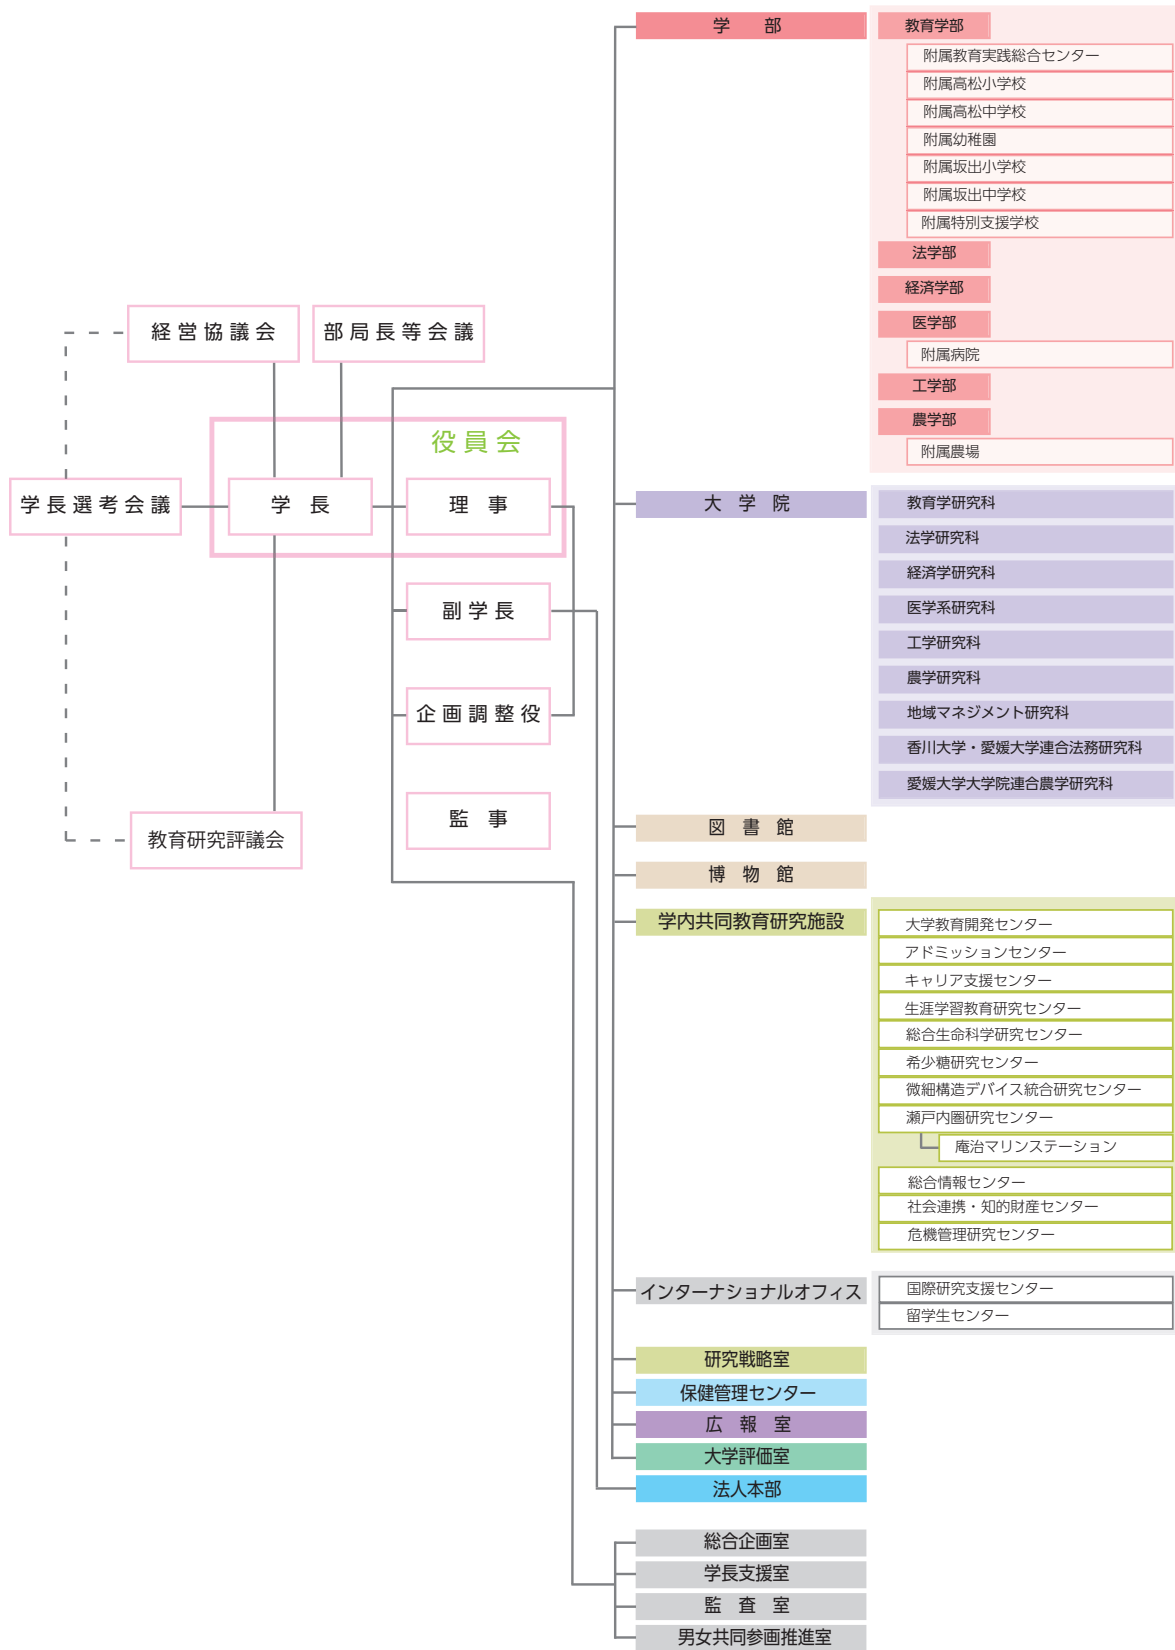 経営協議会
部局長等会議
役員会
学長選考会議
学　長
理　事
副学長
企画調整役
監　事
教育研究評議会
学　　部
教育学部
附属教育実践総合センター
附属高松小学校
附属高松中学校
附属幼稚園
附属坂出小学校
附属坂出中学校
附属特別支援学校
法学部
経済学部
医学部
附属病院
工学部
農学部
附属農場
大　学　院
教育学研究科
法学研究科
経済学研究科
医学系研究科
工学研究科
農学研究科
地域マネジメント研究科
香川大学・愛媛大学連合法務研究科
愛媛大学大学院連合農学研究科
図　書　館
博　物　館
学内共同教育研究施設
大学教育開発センター
アドミッションセンター
キャリア支援センター
生涯学習教育研究センター
総合生命科学研究センター
希少糖研究センター
微細構造デバイス統合研究センター
瀬戸内圏研究センター
庵治マリンステーション
総合情報センター
社会連携・知的財産センター
危機管理研究センター
インターナショナルオフィス
国際研究支援センター
留学生センター
研究戦略室
保健管理センター
広　報　室
大学評価室
法人本部
総合企画室
学長支援室
監　査　室
男女共同参画推進室